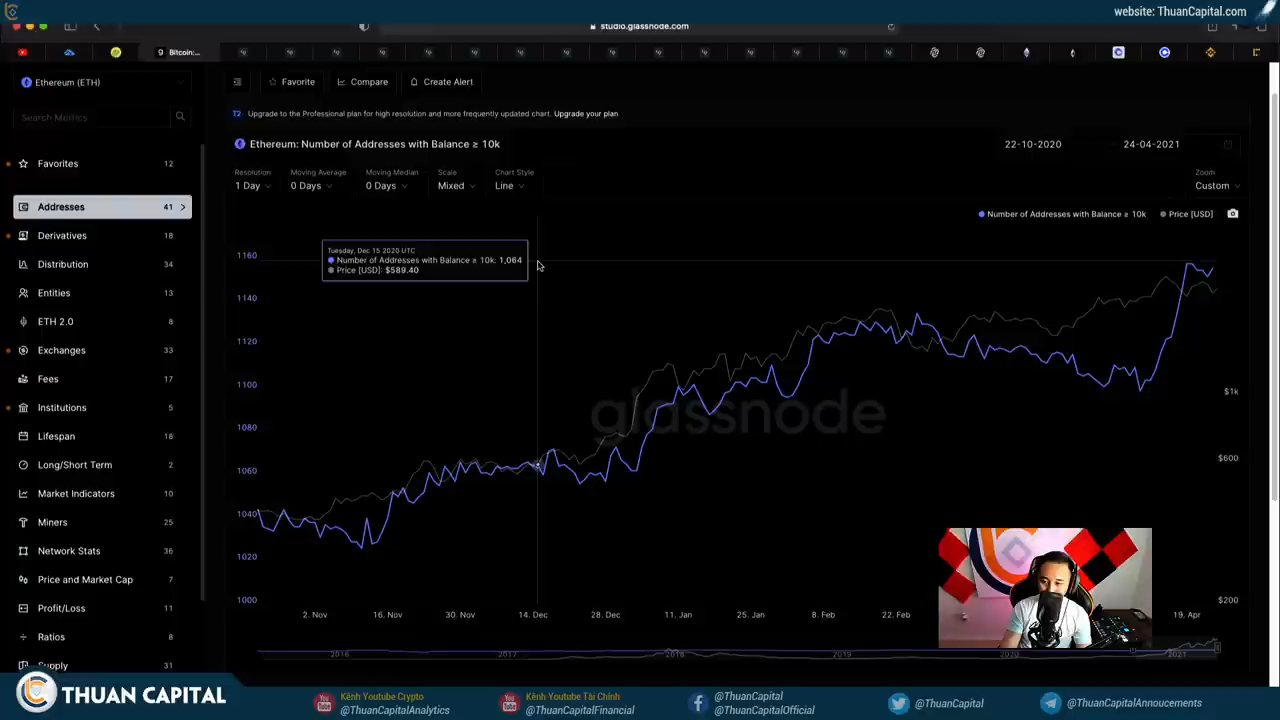 website: ThuanCapital.com
studio.glassnode.com
Bitcoin:...
Ethereum (ETH)
Favorite
Compare
Create Alert
Search Metrics
T2 Upgrade to the Professional plan for high resolution and more frequently updated chart. Upgrade your plan
Ethereum: Number of Addresses with Balance ≥ 10k
22-10-2020
24-04-2021
Resolution
Moving Average
Moving Median
Scale
Chart Style
Zoom
1 Day
0 Days
0 Days
Mixed
Line
Custom
Number of Addresses with Balance ≥ 10k
Price [USD]
Favorites 12
Addresses 41
Derivatives 18
Distribution 34
Entities 13
ETH 2.0 8
Exchanges 33
Fees 17
Institutions 5
Lifespan 18
Long/Short Term 2
Market Indicators 10
Miners 25
Network Stats 36
Price and Market Cap 7
Profit/Loss 11
Ratios 8
Supply 31
Tuesday, Dec 15 2020 UTC
Number of Addresses with Balance ≥ 10k: 1,064
Price [USD]: $589.40
1160
1140
1120
1100
1080
1060
1040
1020
1000
$1k
$600
$200
glassnode
2. Nov
16. Nov
30. Nov
14. Dec
28. Dec
11. Jan
25. Jan
8. Feb
22. Feb
19. Apr
2016
2017
2018
2019
2020
2021
THUAN CAPITAL
Kênh Youtube Crypto
@ThuanCapitalAnalytics
Kênh Youtube Tài Chính
@ThuanCapitalFinancial
@ThuanCapital
@ThuanCapitalOfficial
@ThuanCapital
@ThuanCapitalAnnoucements